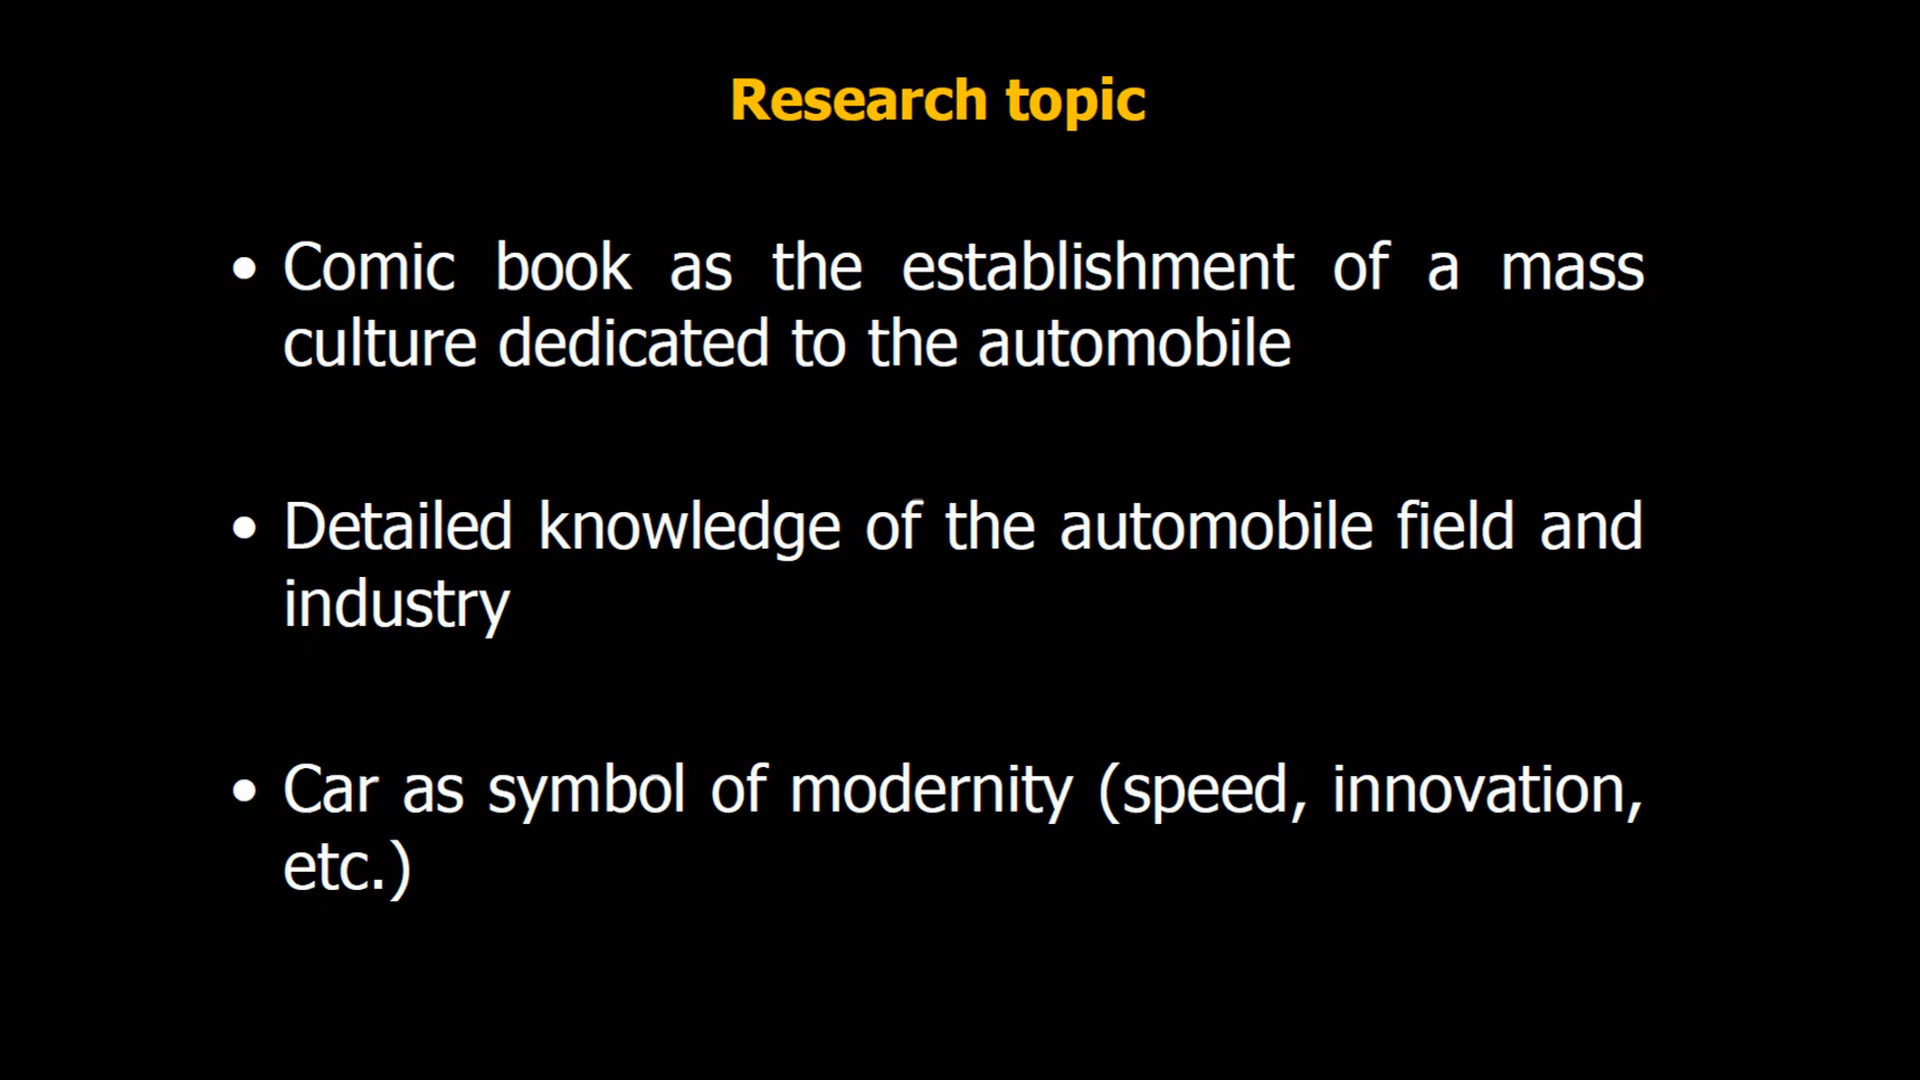 Research topic
• Comic book as the establishment of a mass
culture dedicated to the automobile
• Detailed knowledge of the automobile field and
industry
• Car as symbol of modernity (speed, innovation,
etc.)